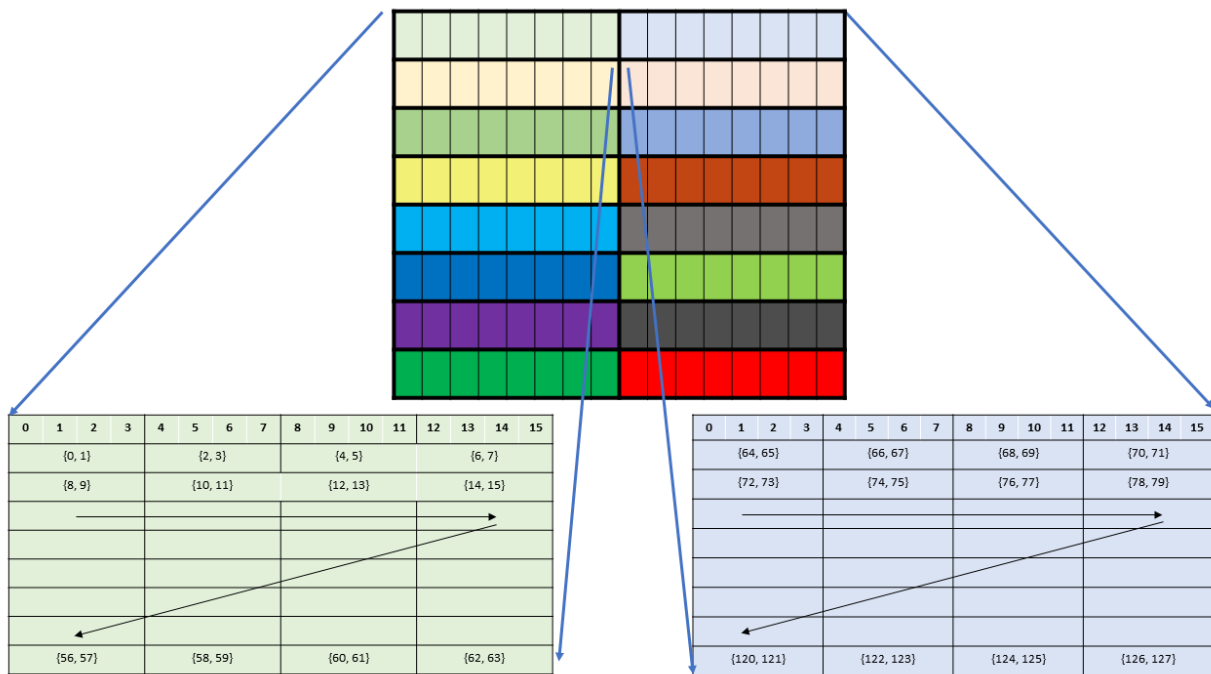 0 1 2 3 4 5 6 7 8 9 10 11 12 13 14 15
{0, 1} {2, 3} {4, 5} {6, 7}
{8, 9} {10, 11} {12, 13} {14, 15}
{56, 57} {58, 59} {60, 61} {62, 63}
0 1 2 3 4 5 6 7 8 9 10 11 12 13 14 15
{64, 65} {66, 67} {68, 69} {70, 71}
{72, 73} {74, 75} {76, 77} {78, 79}
{120, 121} {122, 123} {124, 125} {126, 127}